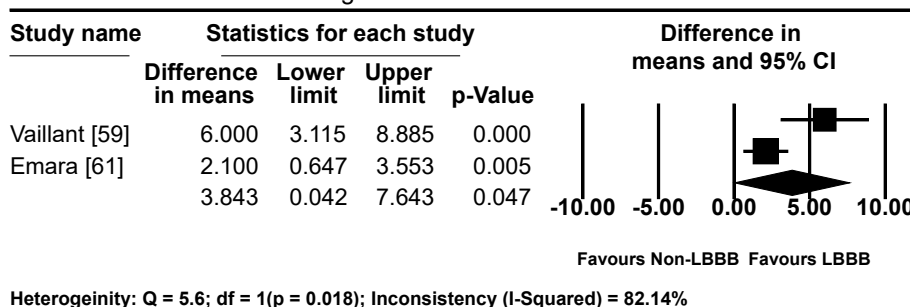 Study name Statistics for each study Difference in
means and 95% CI
Difference Lower Upper
in means limit limit p-Value
Vaillant [59] 6.000 3.115 8.885 0.000
Emara [61] 2.100 0.647 3.553 0.005
3.843 0.042 7.643 0.047
-10.00 -5.00 0.00 5.00 10.00
Favours Non-LBBB Favours LBBB
Heterogeinity: Q = 5.6; df = 1(p = 0.018); Inconsistency (I-Squared) = 82.14%